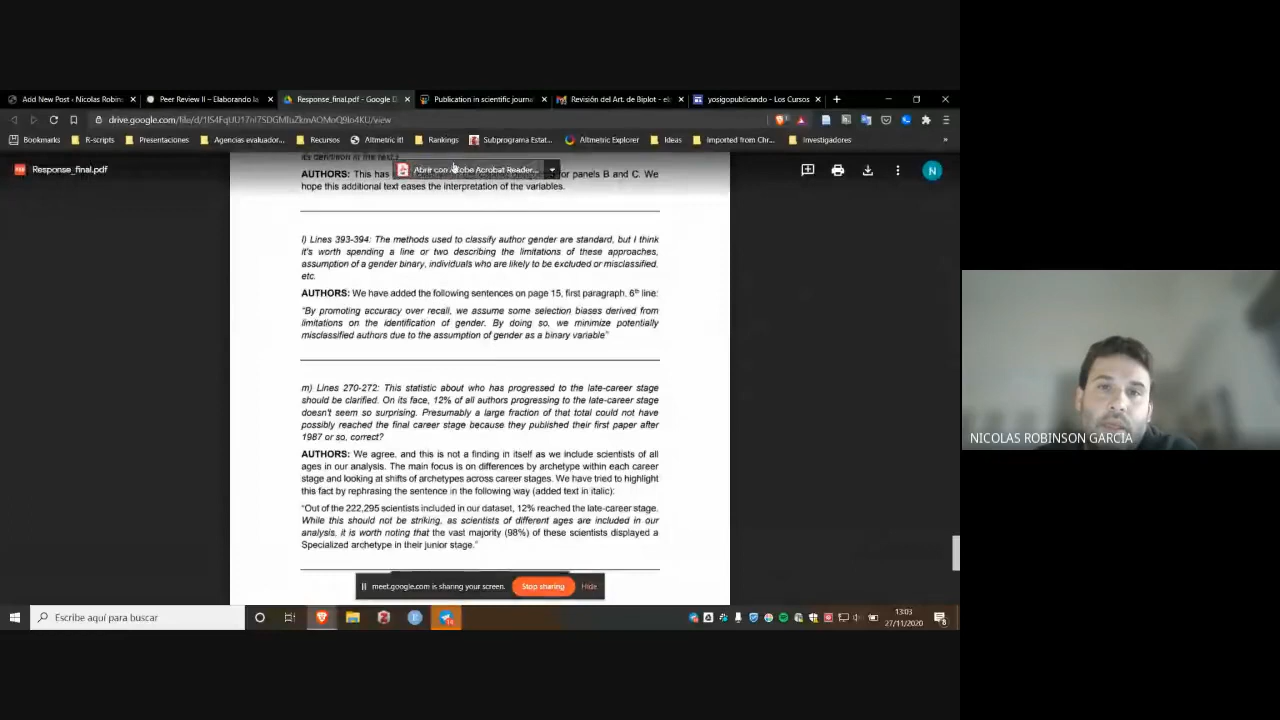 Add New Post ‹ Nicolas Robin
Peer Review II – Elaborando la
Response_final.pdf - Google D
Publication in scientific journa
Revisión del Art. de Biplot - el
yosigopublicando - Los Cursos
Bookmarks R-scripts Presentaciones Agencias evaluador... Recursos Altmetric it! Rankings Subprograma Estat... Altmetric Explorer Ideas Imported from Chr... Investigadores »
Response_final.pdf
Abrir con Adobe Acrobat Reader...
N
AUTHORS: This has or panels B and C. We
hope this additional text eases the interpretation of the variables.
l) Lines 393-394: The methods used to classify author gender are standard, but I think
it's worth spending a line or two describing the limitations of these approaches,
assumption of a gender binary, individuals who are likely to be excluded or misclassified,
etc.
AUTHORS: We have added the following sentences on page 15, first paragraph, 6th line:
"By promoting accuracy over recall, we assume some selection biases derived from
limitations on the identification of gender. By doing so, we minimize potentially
misclassified authors due to the assumption of gender as a binary variable"
m) Lines 270-272: This statistic about who has progressed to the late-career stage
should be clarified. On its face, 12% of all authors progressing to the late-career stage
doesn't seem so surprising. Presumably a large fraction of that total could not have
possibly reached the final career stage because they published their first paper after
1987 or so, correct?
AUTHORS: We agree, and this is not a finding in itself as we include scientists of all
ages in our analysis. The main focus is on differences by archetype within each career
stage and looking at shifts of archetypes across career stages. We have tried to highlight
this fact by rephrasing the sentence in the following way (added text in italic):
"Out of the 222,295 scientists included in our dataset, 12% reached the late-career stage.
While this should not be striking, as scientists of different ages are included in our
analysis, it is worth noting that the vast majority (98%) of these scientists displayed a
Specialized archetype in their junior stage."
meet.google.com is sharing your screen. Stop sharing Hide
Escribe aquí para buscar
13:03
27/11/2020
NICOLAS ROBINSON GARCIA